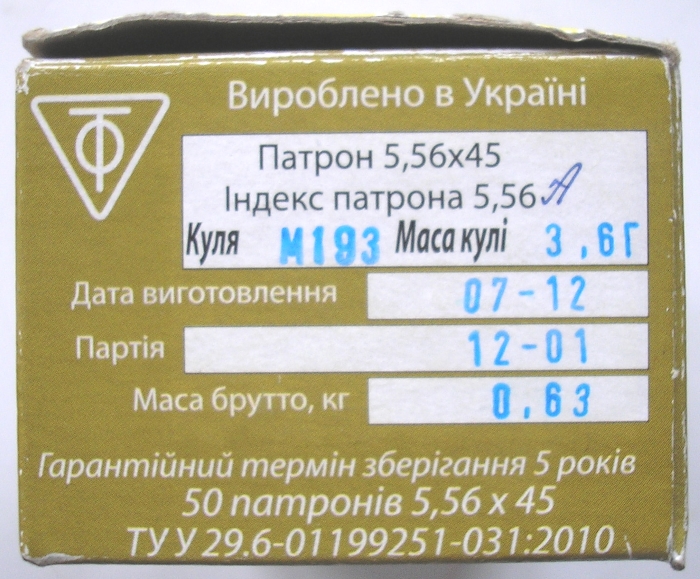 Вироблено в Україні
Патрон 5,56х45
Індекс патрона 5,56 А
Куля М193 Маса кулі 3,6Г
Дата виготовлення 07-12
Партія 12-01
Маса брутто, кг 0,63
Гарантійний термін зберігання 5 років
50 патронів 5,56 х 45
ТУ У 29.6-01199251-031:2010